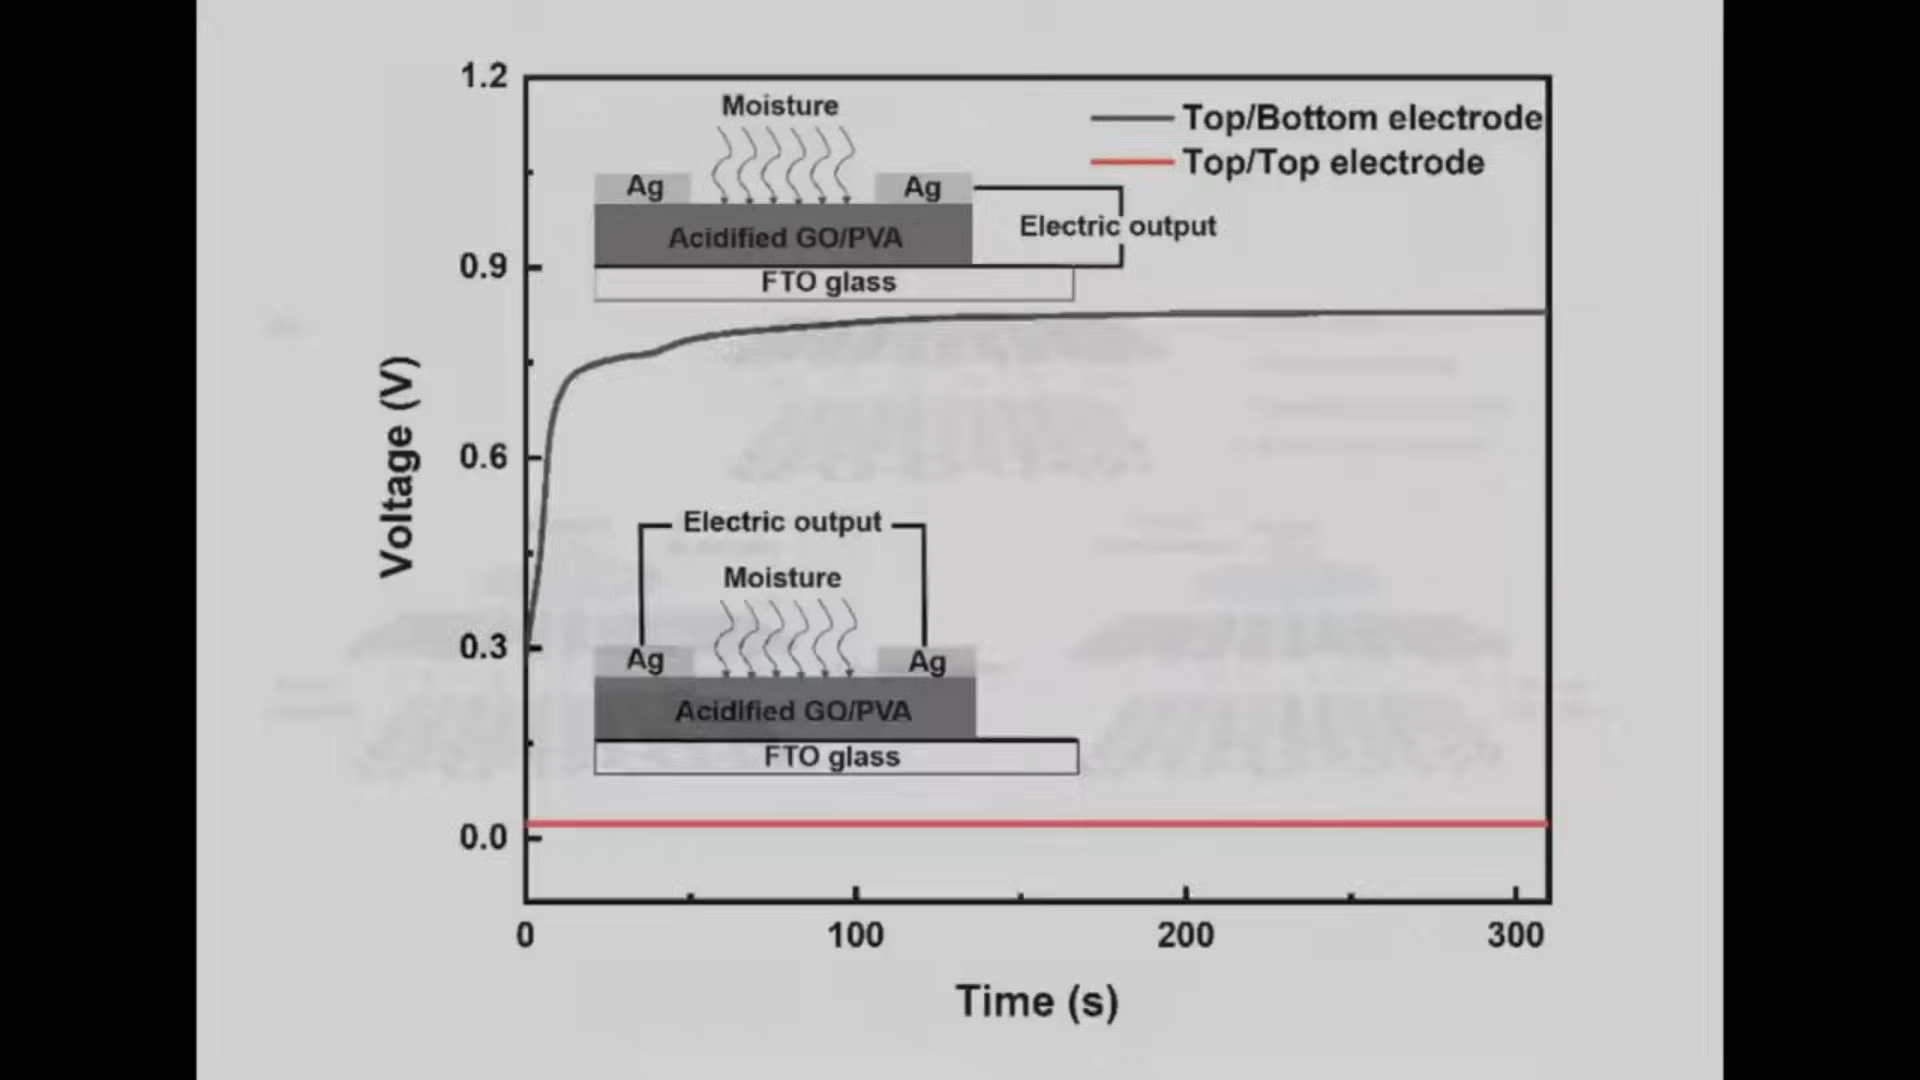 1.2
Moisture
Top/Bottom electrode
Top/Top electrode
Ag
Ag
Electric output
Acidified GO/PVA
0.9
FTO glass
Voltage (V)
0.6
Electric output
Moisture
0.3
Ag
Ag
Acidified GO/PVA
FTO glass
0.0
0
100
200
300
Time (s)